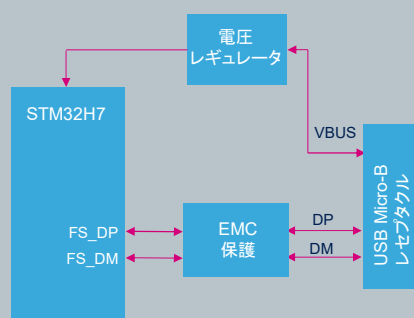 電圧
レギュレータ
STM32H7
VBUS
USB Micro-B
レセプタクル
FS_DP
FS_DM
EMC
保護
DP
DM